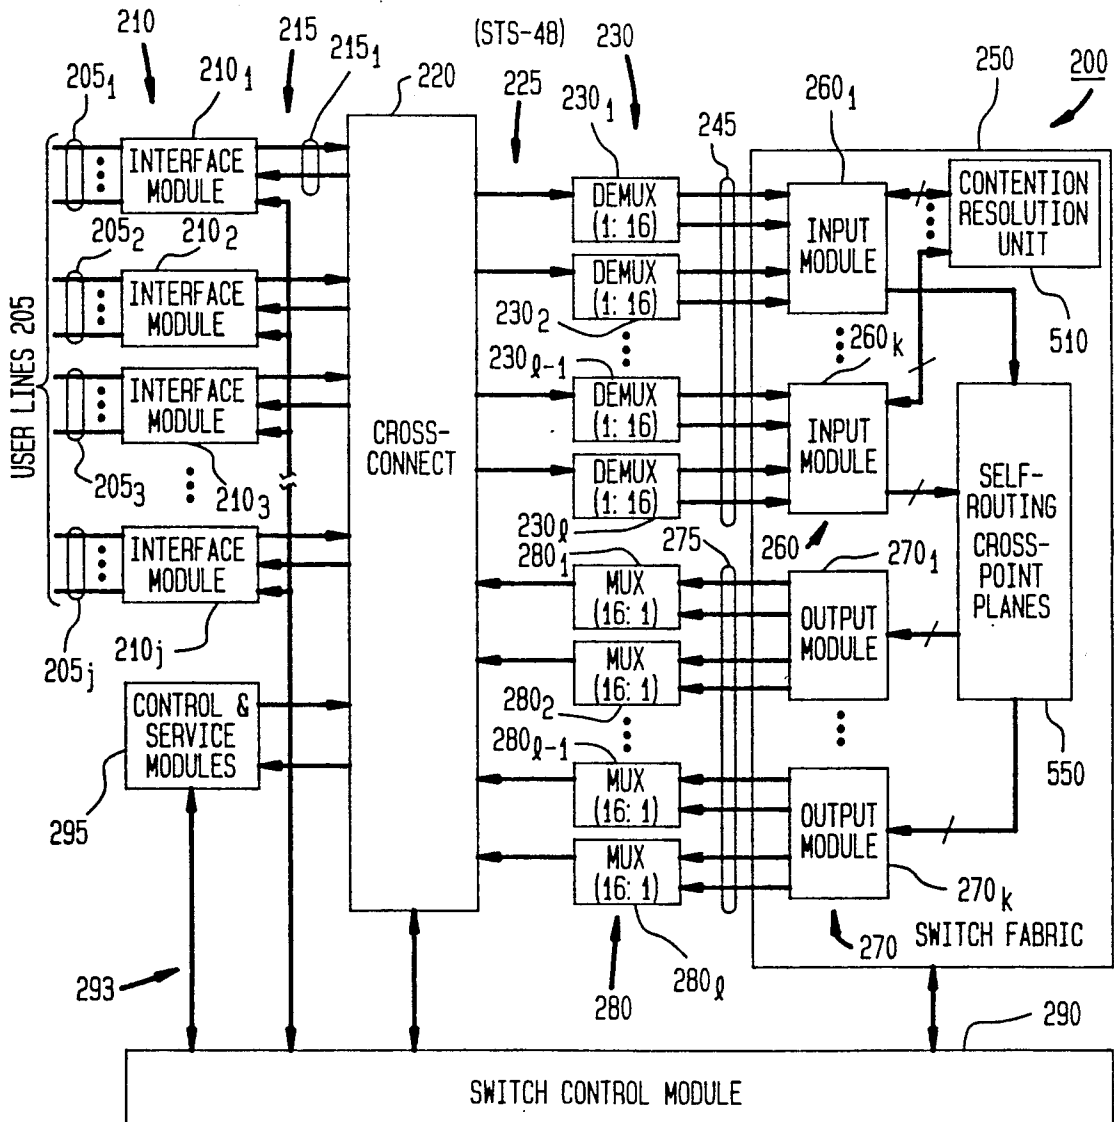 210
215
(STS-48)
230
250
200
205₁
210₁
215₁
220
225
230₁
245
260₁
INTERFACE
MODULE
DEMUX
(1: 16)
INPUT
MODULE
CONTENTION
RESOLUTION
UNIT
205₂
210₂
INTERFACE
MODULE
DEMUX
(1: 16)
230₂
260ₖ
510
USER LINES 205
230ℓ₋₁
INTERFACE
MODULE
CROSS-
CONNECT
DEMUX
(1: 16)
INPUT
MODULE
205₃
210₃
DEMUX
(1: 16)
SELF-
ROUTING
CROSS-
POINT
PLANES
230ℓ
260
INTERFACE
MODULE
280₁
275
270₁
MUX
(16: 1)
OUTPUT
MODULE
205ⱼ
210ⱼ
MUX
(16: 1)
280₂
CONTROL &
SERVICE
MODULES
280ℓ₋₁
550
295
MUX
(16: 1)
OUTPUT
MODULE
MUX
(16: 1)
270ₖ
SWITCH FABRIC
293
280
280ℓ
270
290
SWITCH CONTROL MODULE